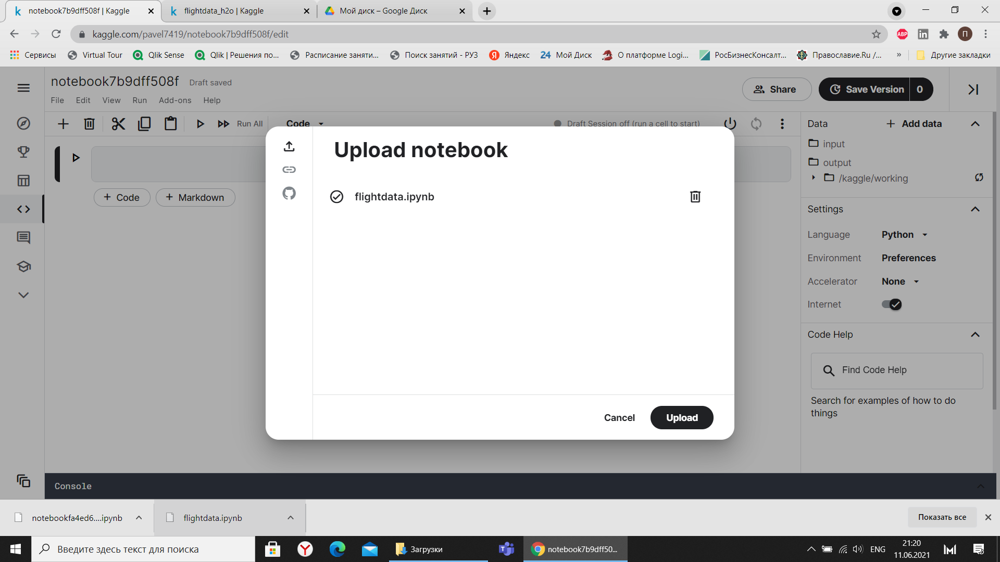 notebook7b9dff508f | Kaggle
flightdata_h2o | Kaggle
Мой диск – Google Диск
kaggle.com/pavel7419/notebook7b9dff508f/edit
ABP
in
П
Сервисы
Virtual Tour
Qlik Sense
Qlik | Решения по...
Расписание заняти...
Поиск занятий - РУЗ
Я
Яндекс
24
Мой Диск
О платформе Logi...
РосБизнесКонсалт...
Православие.Ru /...
»
Другие закладки
notebook7b9dff508f
Draft saved
File
Edit
View
Run
Add-ons
Help
Share
Save Version
0
Run All
Code
Draft Session off (run a cell to start)
+ Code
+ Markdown
Upload notebook
flightdata.ipynb
Cancel
Upload
Data
+ Add data
input
output
/kaggle/working
Settings
Language
Python
Environment
Preferences
Accelerator
None
Internet
Code Help
Find Code Help
Search for examples of how to do
things
Console
notebookfa4ed6....ipynb
flightdata.ipynb
Показать все
Введите здесь текст для поиска
Загрузки
notebook7b9dff50...
ENG
21:20
11.06.2021